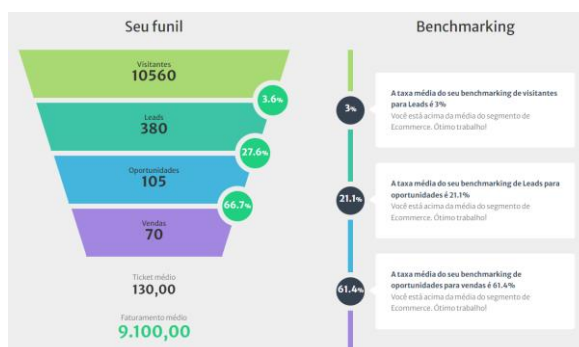 Seu funil
Visitantes
10560
3.6%
Leads
380
27.6%
Oportunidades
105
66.7%
Vendas
70
Ticket médio
130,00
Faturamento médio
9.100,00
Benchmarking
3%
A taxa média do seu benchmarking de visitantes
para Leads é 3%
Você está acima da média do segmento de
Ecommerce. Ótimo trabalho!
21.1%
A taxa média do seu benchmarking de Leads para
oportunidades é 21.1%
Você está acima da média do segmento de
Ecommerce. Ótimo trabalho!
61.4%
A taxa média do seu benchmarking de
oportunidades para vendas é 61.4%
Você está acima da média do segmento de
Ecommerce. Ótimo trabalho!